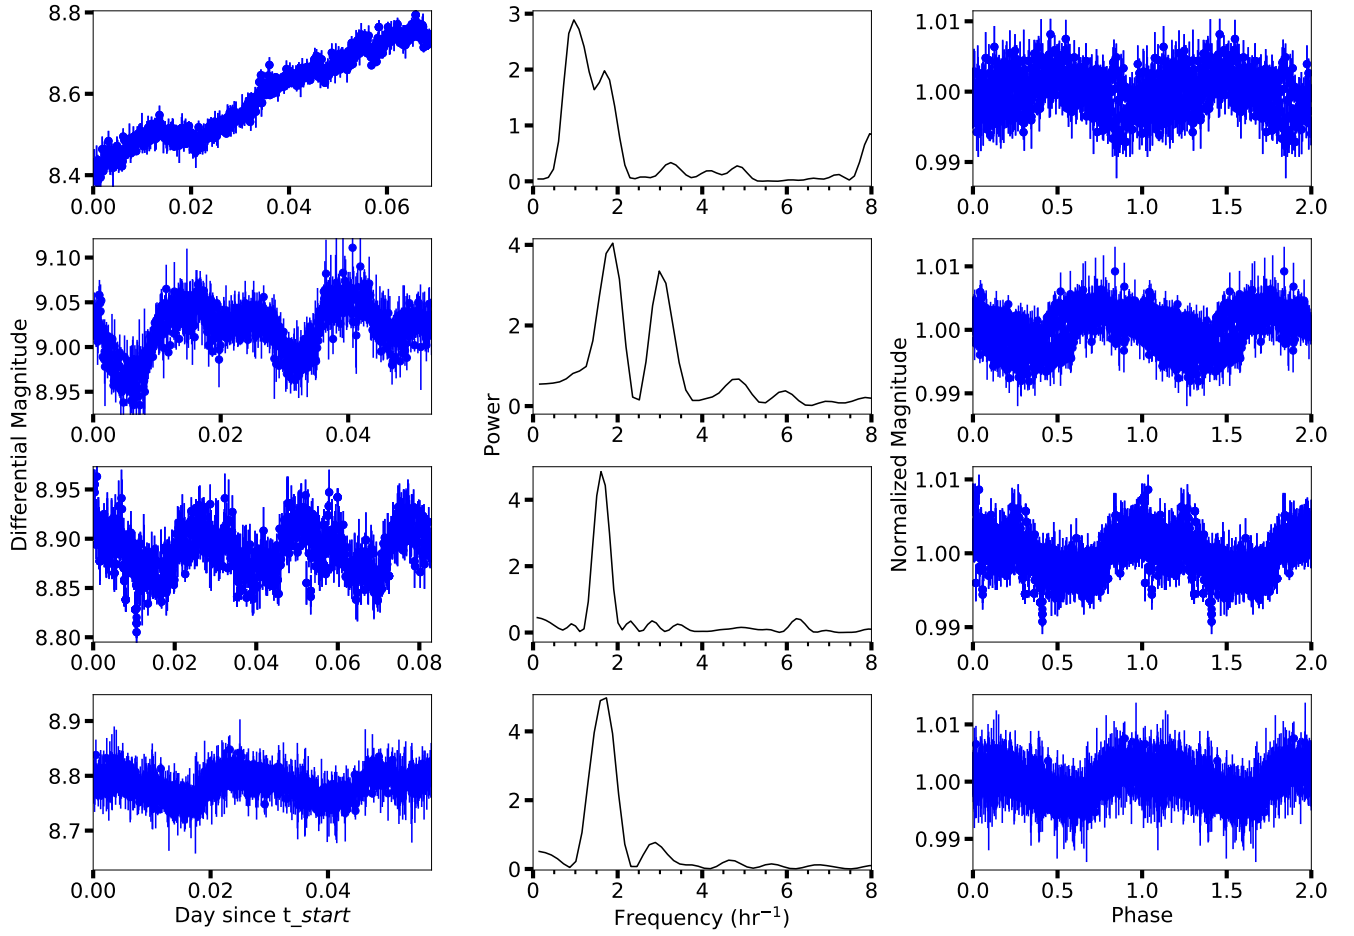 8.8
8.6
8.4
0.00 0.02 0.04 0.06
3
2
1
0
0 2 4 6 8
1.01
1.00
0.99
0.0 0.5 1.0 1.5 2.0
Differential Magnitude
9.10
9.05
9.00
8.95
0.00 0.02 0.04
Power
4
2
0
0 2 4 6 8
Normalized Magnitude
1.01
1.00
0.99
0.0 0.5 1.0 1.5 2.0
8.95
8.90
8.85
8.80
0.00 0.02 0.04 0.06 0.08
4
2
0
0 2 4 6 8
1.01
1.00
0.99
0.0 0.5 1.0 1.5 2.0
8.9
8.8
8.7
0.00 0.02 0.04
Day since t_start
4
2
0
0 2 4 6 8
Frequency (hr⁻¹)
1.01
1.00
0.99
0.0 0.5 1.0 1.5 2.0
Phase